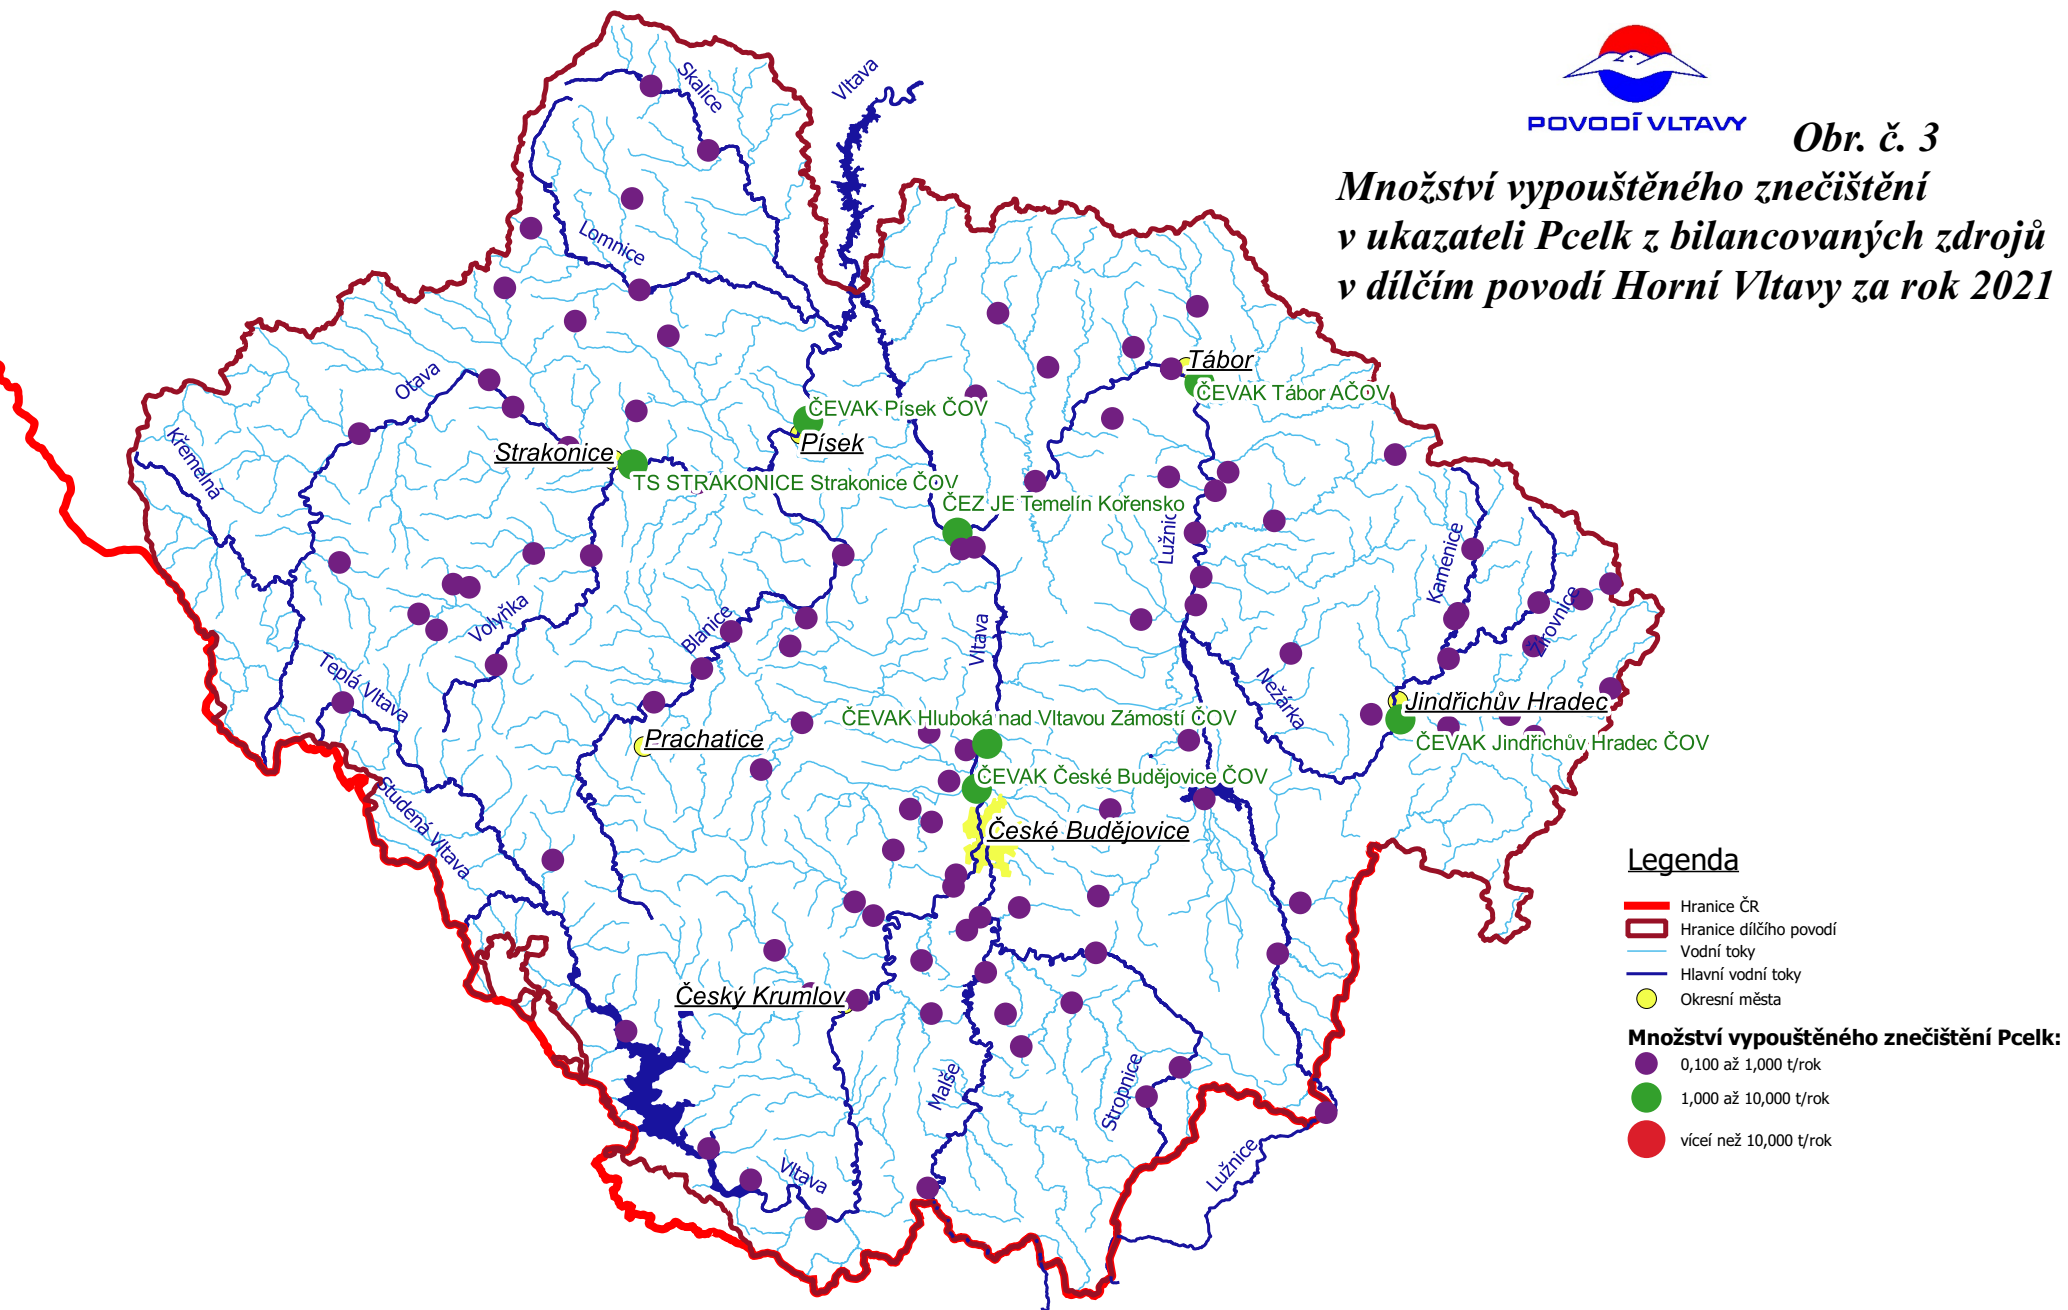 POVODÍ VLTAVY
Obr. č. 3
Množství vypouštěného znečištění
v ukazateli Pcelk z bilancovaných zdrojů
v dílčím povodí Horní Vltavy za rok 2021
Skalice
Vltava
Lomnice
Otava
Křemelná
Tábor
ČEVAK Tábor AČOV
ČEVAK Písek ČOV
Písek
Strakonice
TS STRAKONICE Strakonice ČOV
ČEZ JE Temelín Kořensko
Lužnice
Kamenice
Žirovnice
Volyňka
Blanice
Vltava
Teplá Vltava
Nežárka
Jindřichův Hradec
ČEVAK Jindřichův Hradec ČOV
ČEVAK Hluboká nad Vltavou Zámostí ČOV
Prachatice
ČEVAK České Budějovice ČOV
Studená Vltava
České Budějovice
Český Krumlov
Malše
Stropnice
Vltava
Lužnice
Legenda
Hranice ČR
Hranice dílčího povodí
Vodní toky
Hlavní vodní toky
Okresní města
Množství vypouštěného znečištění Pcelk:
0,100 až 1,000 t/rok
1,000 až 10,000 t/rok
víceí než 10,000 t/rok